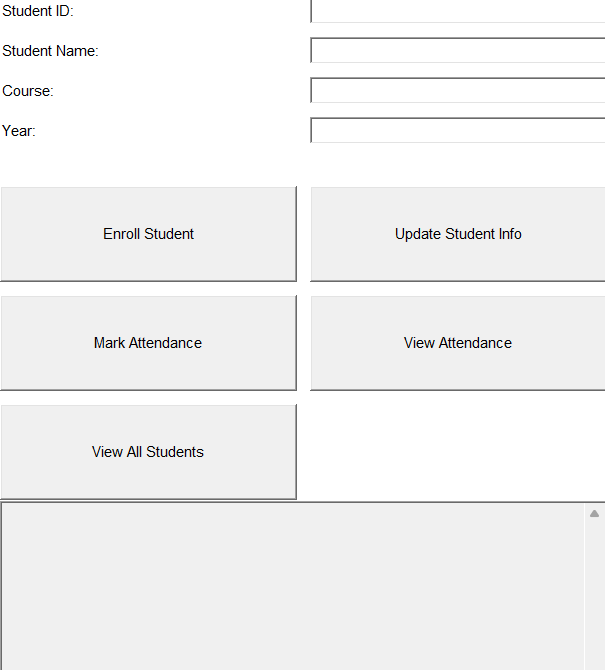 Student ID:
Student Name:
Course:
Year:
Enroll Student
Update Student Info
Mark Attendance
View Attendance
View All Students